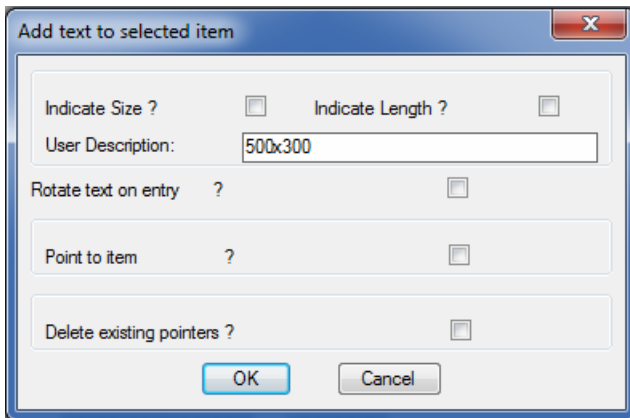 Add text to selected item
Indicate Size ? Indicate Length ?
User Description: 500x300
Rotate text on entry ?
Point to item ?
Delete existing pointers ?
OK Cancel